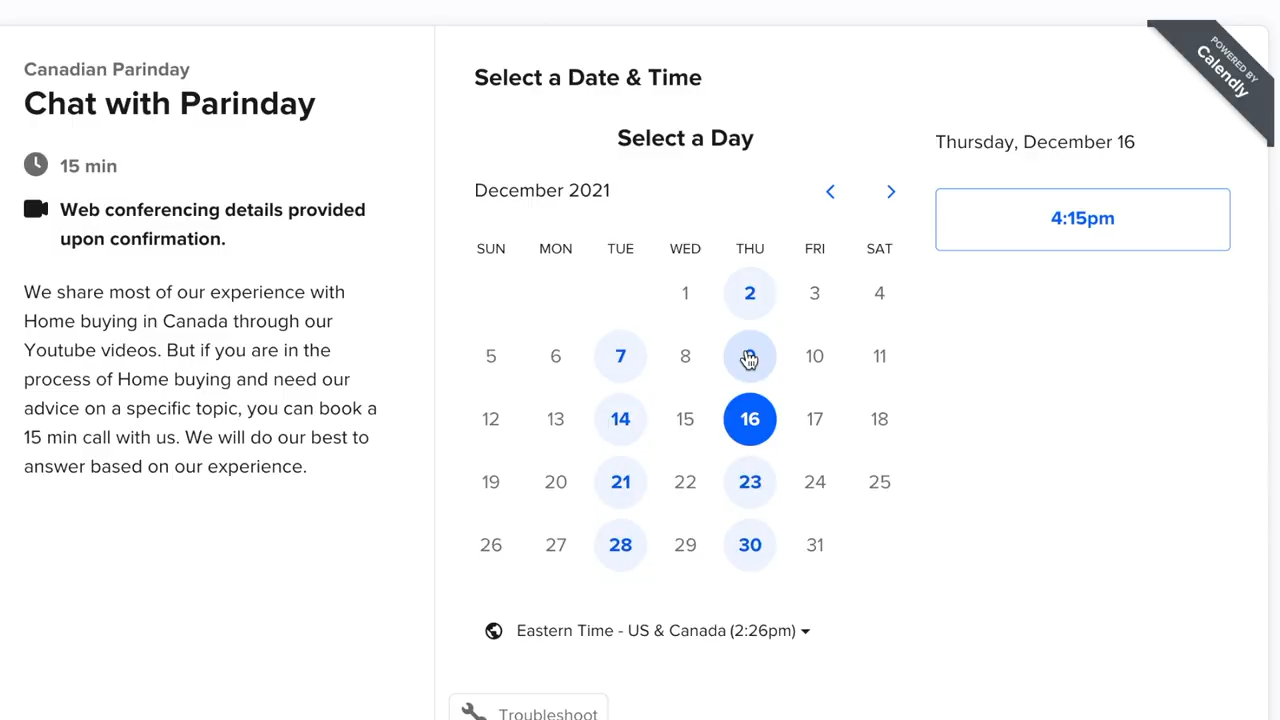 Canadian Parinday
Chat with Parinday
15 min
Web conferencing details provided
upon confirmation.
We share most of our experience with
Home buying in Canada through our
Youtube videos. But if you are in the
process of Home buying and need our
advice on a specific topic, you can book a
15 min call with us. We will do our best to
answer based on our experience.
Select a Date & Time
Select a Day
December 2021
SUN MON TUE WED THU FRI SAT
1 2 3 4
5 6 7 8 9 10 11
12 13 14 15 16 17 18
19 20 21 22 23 24 25
26 27 28 29 30 31
Eastern Time - US & Canada (2:26pm)
Troubleshoot
Thursday, December 16
4:15pm
POWERED BY
Calendly